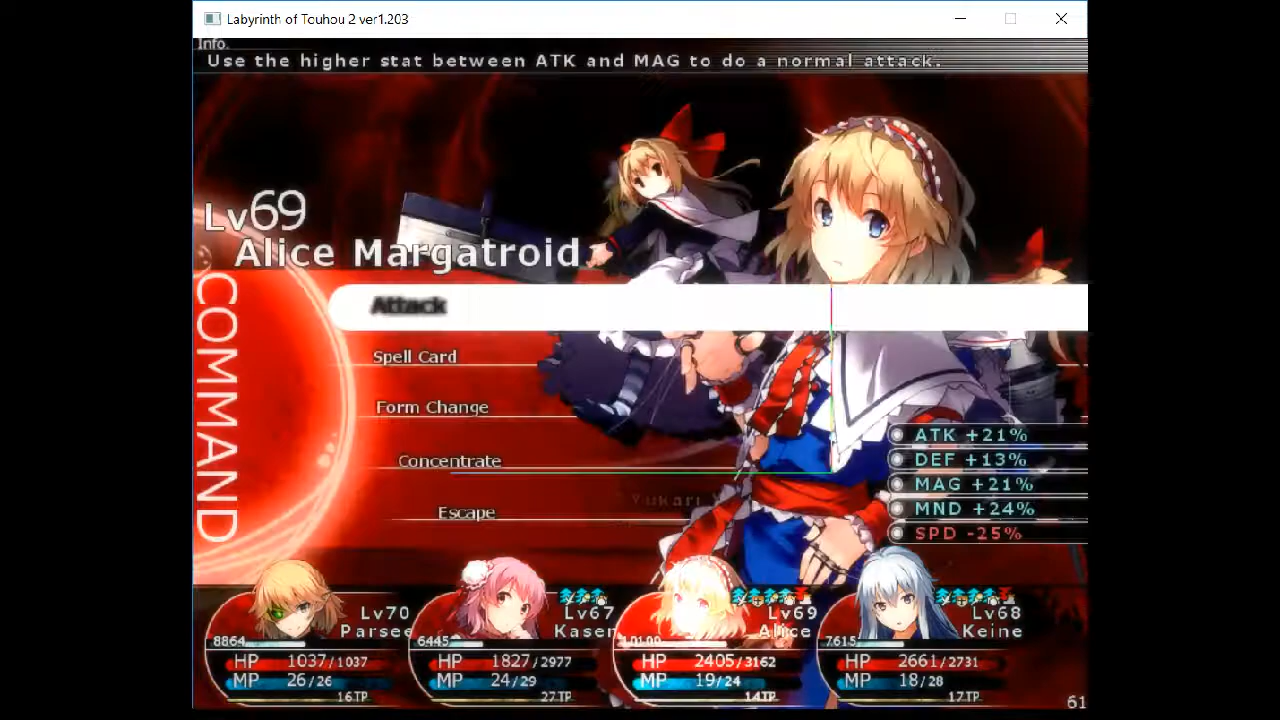 Labyrinth of Touhou 2 ver1.203
Info.
Use the higher stat between ATK and MAG to do a normal attack.
Lv69
Alice Margatroid
COMMAND
Attack
Spell Card
Form Change
Concentrate
Escape
Yukari Y
ATK +21%
DEF +13%
MAG +21%
MND +24%
SPD -25%
Lv70
Parsee
8864
HP 1037/1037
MP 26/26
16TP
Lv67
Kasen
6445
HP 1827/2977
MP 24/29
27TP
Lv69
Alice
HP 2405/3162
MP 19/24
14TP
Lv68
Keine
7615
HP 2661/2731
MP 18/28
17TP
61